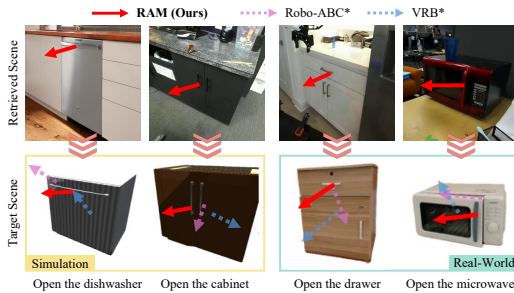 RAM (Ours) Robo-ABC* VRB*
Retrieved Scene
Target Scene
Simulation
Real-World
Open the dishwasher Open the cabinet Open the drawer Open the microwave